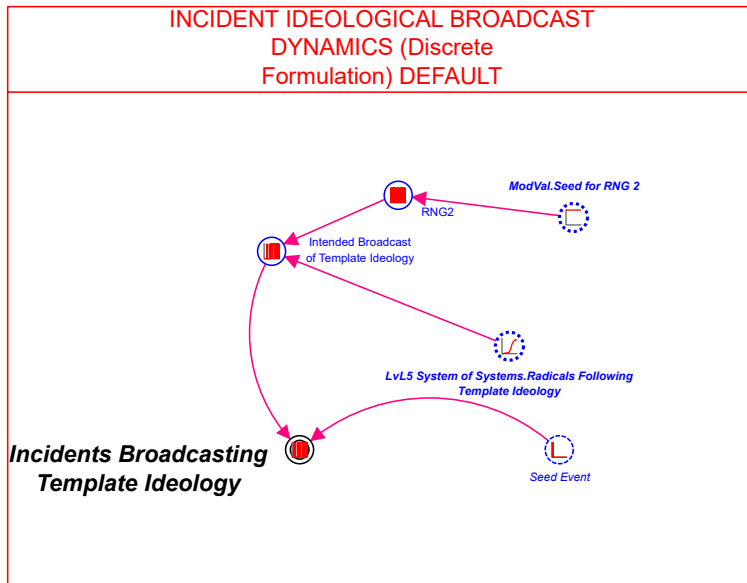 INCIDENT IDEOLOGICAL BROADCAST
DYNAMICS (Discrete
Formulation) DEFAULT
ModVal.Seed for RNG 2
RNG2
Intended Broadcast
of Template Ideology
LvL5 System of Systems.Radicals Following
Template Ideology
Incidents Broadcasting
Template Ideology
Seed Event